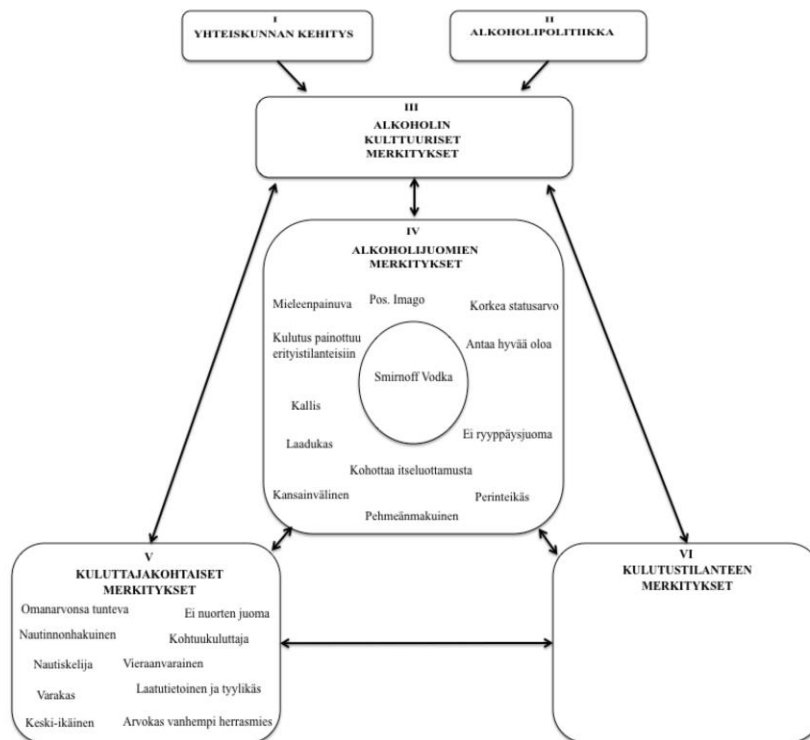 I
YHTEISKUNNAN KEHITYS
II
ALKOHOLIPOLITIIKKA
III
ALKOHOLIN
KULTTUURISET
MERKITYKSET
IV
ALKOHOLIJUOMIEN
MERKITYKSET
Mieleenpainuva
Pos. Imago
Korkea statusarvo
Kulutus painottuu
erityistilanteisiin
Antaa hyvää oloa
Smirnoff Vodka
Kallis
Laadukas
Ei ryyppäysjuoma
Kohottaa itseluottamusta
Kansainvälinen
Perinteikäs
Pehmeänmakuinen
V
KULUTTAJAKOHTAISET
MERKITYKSET
Omanarvonsa tunteva
Ei nuorten juoma
Nautinnonhakuinen
Kohtuukuluttaja
Nautiskelija
Vieraanvarainen
Varakas
Laatutietoinen ja tyylikäs
Keski-ikäinen
Arvokas vanhempi herrasmies
VI
KULUTUSTILANTEEN
MERKITYKSET